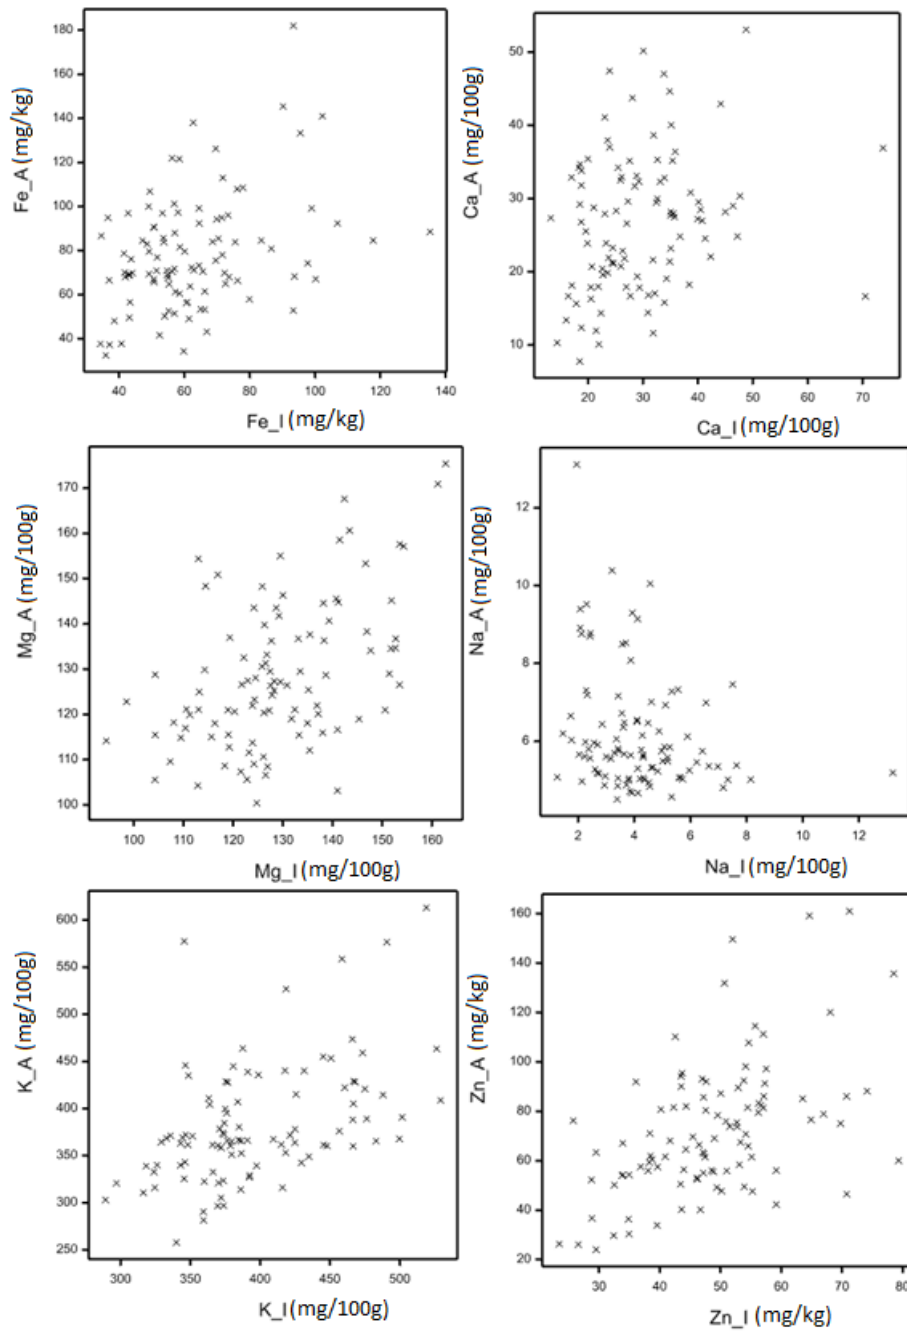 180
160
140
120
100
80
60
40
Fe_A (mg/kg)
40 60 80 100 120 140
Fe_I (mg/kg)
50
40
30
20
10
Ca_A (mg/100g)
20 30 40 50 60 70
Ca_I (mg/100g)
170
160
150
140
130
120
110
100
Mg_A (mg/100g)
100 110 120 130 140 150 160
Mg_I (mg/100g)
12
10
8
6
Na_A (mg/100g)
2 4 6 8 10 12
Na_I (mg/100g)
600
550
500
450
400
350
300
250
K_A (mg/100g)
300 350 400 450 500
K_I (mg/100g)
160
140
120
100
80
60
40
20
Zn_A (mg/kg)
30 40 50 60 70 80
Zn_I (mg/kg)